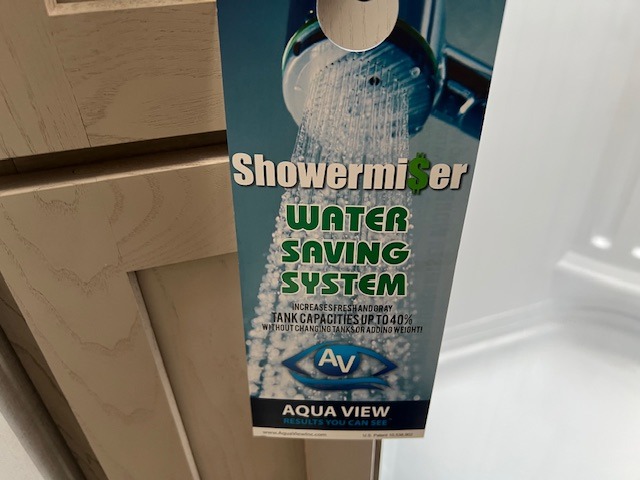 Showermi$er
WATER
SAVING
SYSTEM
INCREASES FRESH AND GRAY
TANK CAPACITIES UP TO 40%
WITHOUT CHANGING TANKS OR ADDING WEIGHT!
AV
AQUA VIEW
RESULTS YOU CAN SEE
U.S. Patent